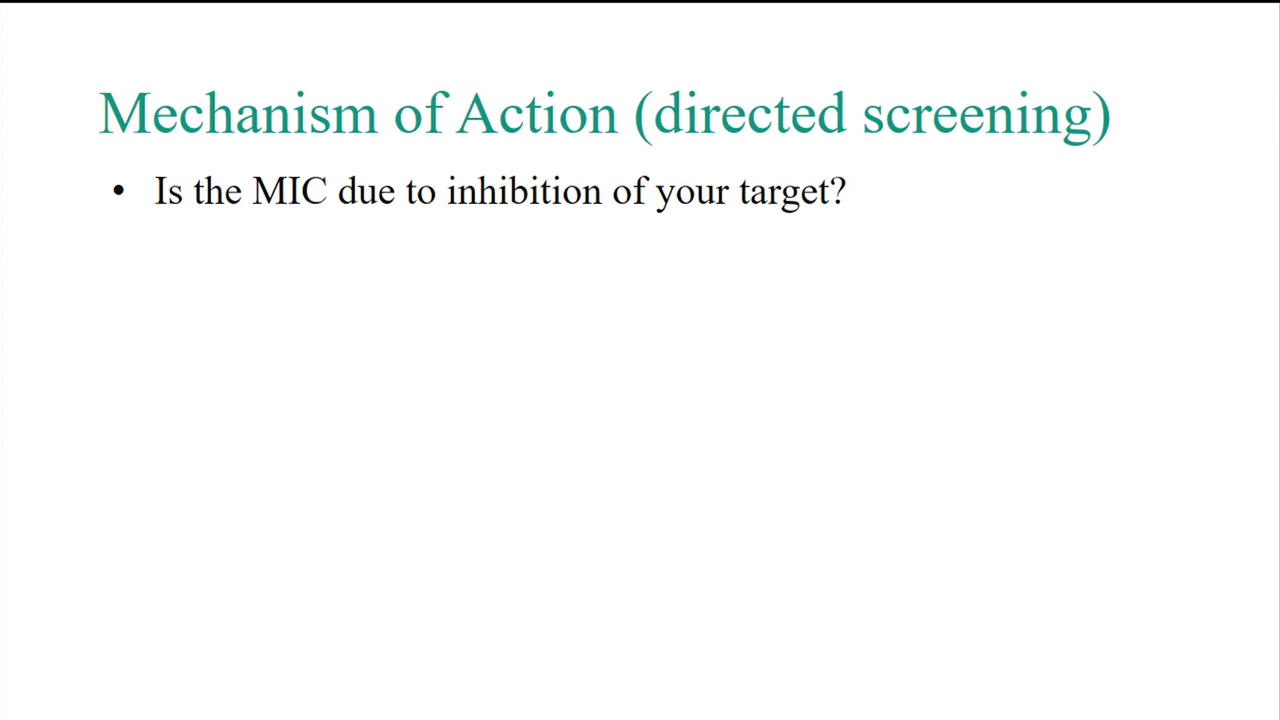 Mechanism of Action (directed screening)
• Is the MIC due to inhibition of your target?